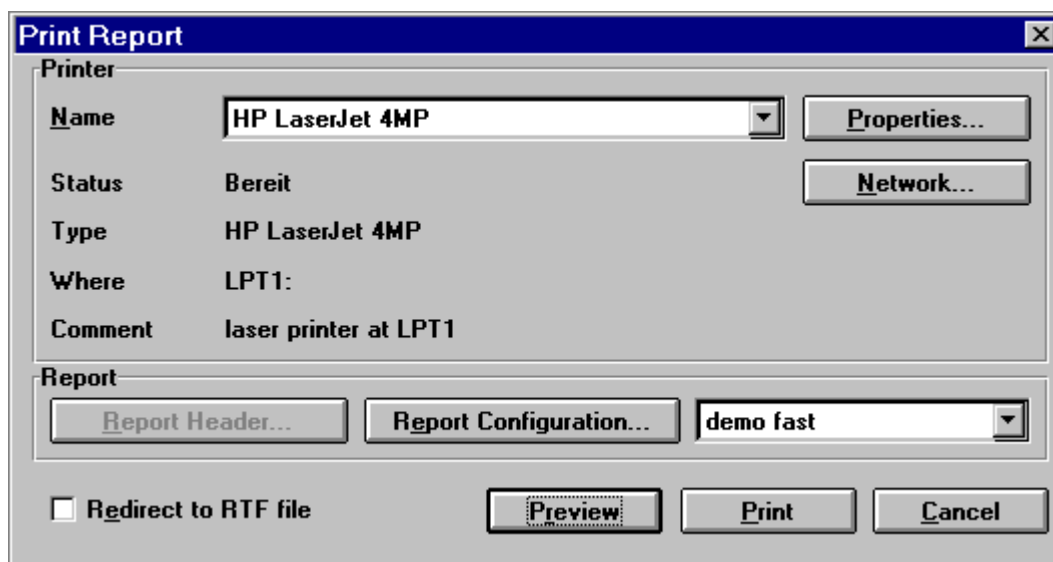 Print Report
Printer
Name HP LaserJet 4MP Properties...
Status Bereit Network...
Type HP LaserJet 4MP
Where LPT1:
Comment laser printer at LPT1
Report
Report Header... Report Configuration... demo fast
Redirect to RTF file Preview Print Cancel